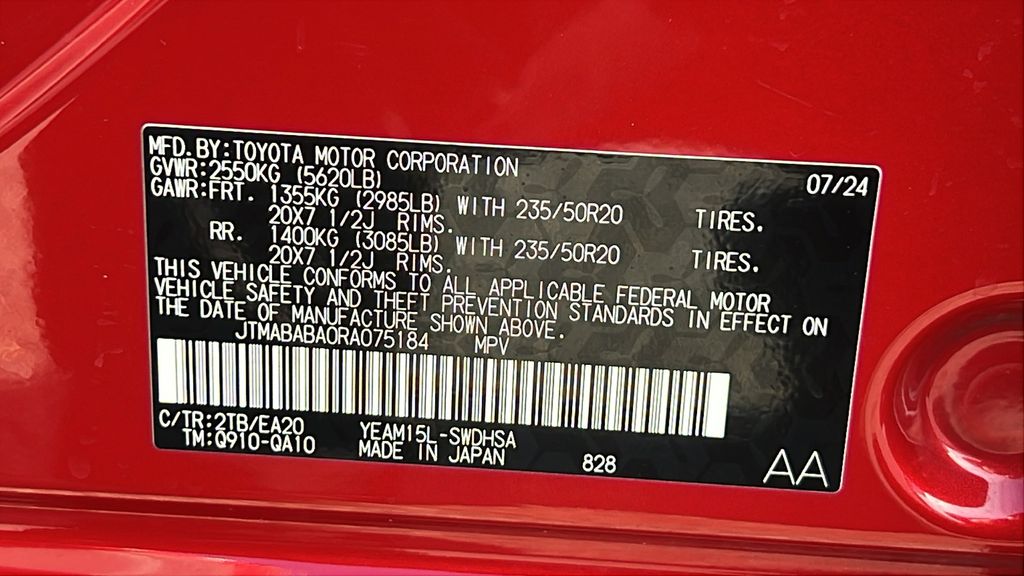 MFD.BY:TOYOTA MOTOR CORPORATION 07/24
GVWR:2550KG (5620LB)
GAWR:FRT. 1355KG (2985LB) WITH 235/50R20 TIRES.
20X7 1/2J RIMS.
RR. 1400KG (3085LB) WITH 235/50R20 TIRES.
20X7 1/2J RIMS.
THIS VEHICLE CONFORMS TO ALL APPLICABLE FEDERAL MOTOR
VEHICLE SAFETY AND THEFT PREVENTION STANDARDS IN EFFECT ON
THE DATE OF MANUFACTURE SHOWN ABOVE.
JTMABABA0RA075184 MPV
C/TR:2TB/EA20 YEAM15L-SWDHSA
TM:Q910-QA10 MADE IN JAPAN 828 AA